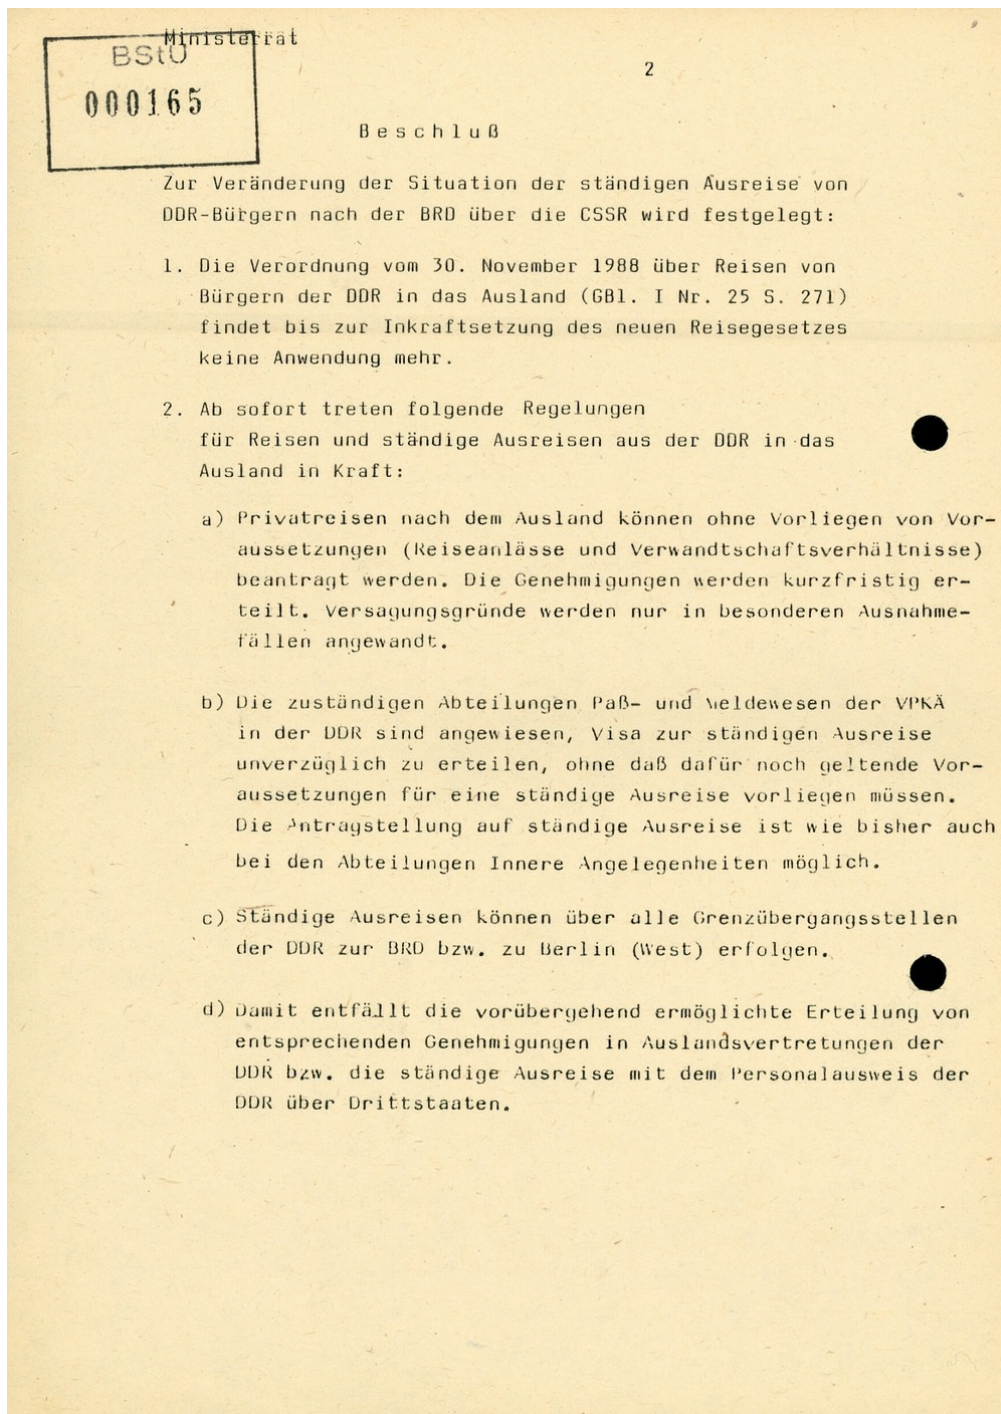 Ministerrat
BStU
000165
2
Beschluß
Zur Veränderung der Situation der ständigen Ausreise von
DDR-Bürgern nach der BRD über die CSSR wird festgelegt:
1. Die Verordnung vom 30. November 1988 über Reisen von
Bürgern der DDR in das Ausland (GBl. I Nr. 25 S. 271)
findet bis zur Inkraftsetzung des neuen Reisegesetzes
keine Anwendung mehr.
2. Ab sofort treten folgende Regelungen
für Reisen und ständige Ausreisen aus der DDR in das
Ausland in Kraft:
a) Privatreisen nach dem Ausland können ohne Vorliegen von Vor-
aussetzungen (Reiseanlässe und Verwandtschaftsverhältnisse)
beantragt werden. Die Genehmigungen werden kurzfristig er-
teilt. Versagungsgründe werden nur in besonderen Ausnahme-
fällen angewandt.
b) Die zuständigen Abteilungen Paß- und Meldewesen der VPKÄ
in der DDR sind angewiesen, Visa zur ständigen Ausreise
unverzüglich zu erteilen, ohne daß dafür noch geltende Vor-
aussetzungen für eine ständige Ausreise vorliegen müssen.
Die Antragstellung auf ständige Ausreise ist wie bisher auch
bei den Abteilungen Innere Angelegenheiten möglich.
c) Ständige Ausreisen können über alle Grenzübergangsstellen
der DDR zur BRD bzw. zu Berlin (West) erfolgen.
d) Damit entfällt die vorübergehend ermöglichte Erteilung von
entsprechenden Genehmigungen in Auslandsvertretungen der
DDR bzw. die ständige Ausreise mit dem Personalausweis der
DDR über Drittstaaten.